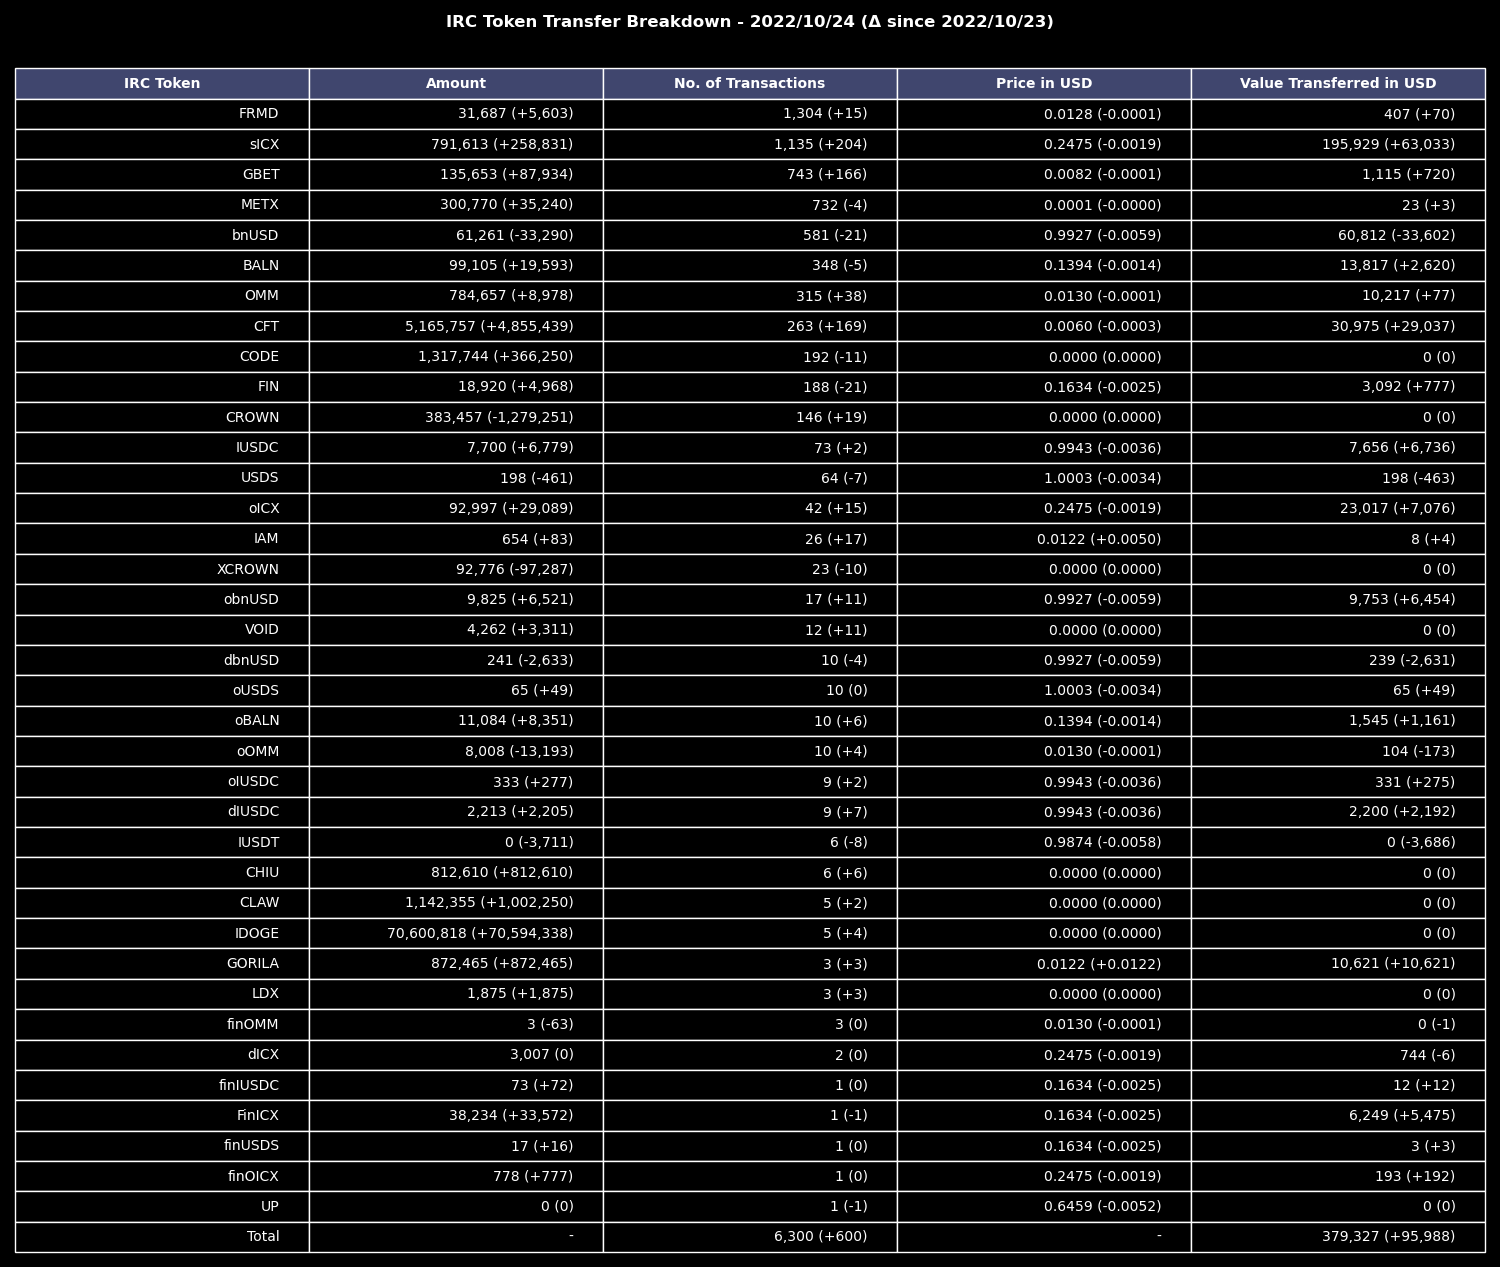 IRC Token Transfer Breakdown - 2022/10/24 (Δ since 2022/10/23)
IRC Token Amount No. of Transactions Price in USD Value Transferred in USD
FRMD 31,687 (+5,603) 1,304 (+15) 0.0128 (-0.0001) 407 (+70)
sICX 791,613 (+258,831) 1,135 (+204) 0.2475 (-0.0019) 195,929 (+63,033)
GBET 135,653 (+87,934) 743 (+166) 0.0082 (-0.0001) 1,115 (+720)
METX 300,770 (+35,240) 732 (-4) 0.0001 (-0.0000) 23 (+3)
bnUSD 61,261 (-33,290) 581 (-21) 0.9927 (-0.0059) 60,812 (-33,602)
BALN 99,105 (+19,593) 348 (-5) 0.1394 (-0.0014) 13,817 (+2,620)
OMM 784,657 (+8,978) 315 (+38) 0.0130 (-0.0001) 10,217 (+77)
CFT 5,165,757 (+4,855,439) 263 (+169) 0.0060 (-0.0003) 30,975 (+29,037)
CODE 1,317,744 (+366,250) 192 (-11) 0.0000 (0.0000) 0 (0)
FIN 18,920 (+4,968) 188 (-21) 0.1634 (-0.0025) 3,092 (+777)
CROWN 383,457 (-1,279,251) 146 (+19) 0.0000 (0.0000) 0 (0)
IUSDC 7,700 (+6,779) 73 (+2) 0.9943 (-0.0036) 7,656 (+6,736)
USDS 198 (-461) 64 (-7) 1.0003 (-0.0034) 198 (-463)
oICX 92,997 (+29,089) 42 (+15) 0.2475 (-0.0019) 23,017 (+7,076)
IAM 654 (+83) 26 (+17) 0.0122 (+0.0050) 8 (+4)
XCROWN 92,776 (-97,287) 23 (-10) 0.0000 (0.0000) 0 (0)
obnUSD 9,825 (+6,521) 17 (+11) 0.9927 (-0.0059) 9,753 (+6,454)
VOID 4,262 (+3,311) 12 (+11) 0.0000 (0.0000) 0 (0)
dbnUSD 241 (-2,633) 10 (-4) 0.9927 (-0.0059) 239 (-2,631)
oUSDS 65 (+49) 10 (0) 1.0003 (-0.0034) 65 (+49)
oBALN 11,084 (+8,351) 10 (+6) 0.1394 (-0.0014) 1,545 (+1,161)
oOMM 8,008 (-13,193) 10 (+4) 0.0130 (-0.0001) 104 (-173)
oIUSDC 333 (+277) 9 (+2) 0.9943 (-0.0036) 331 (+275)
dIUSDC 2,213 (+2,205) 9 (+7) 0.9943 (-0.0036) 2,200 (+2,192)
IUSDT 0 (-3,711) 6 (-8) 0.9874 (-0.0058) 0 (-3,686)
CHIU 812,610 (+812,610) 6 (+6) 0.0000 (0.0000) 0 (0)
CLAW 1,142,355 (+1,002,250) 5 (+2) 0.0000 (0.0000) 0 (0)
IDOGE 70,600,818 (+70,594,338) 5 (+4) 0.0000 (0.0000) 0 (0)
GORILA 872,465 (+872,465) 3 (+3) 0.0122 (+0.0122) 10,621 (+10,621)
LDX 1,875 (+1,875) 3 (+3) 0.0000 (0.0000) 0 (0)
finOMM 3 (-63) 3 (0) 0.0130 (-0.0001) 0 (-1)
dICX 3,007 (0) 2 (0) 0.2475 (-0.0019) 744 (-6)
finIUSDC 73 (+72) 1 (0) 0.1634 (-0.0025) 12 (+12)
FinICX 38,234 (+33,572) 1 (-1) 0.1634 (-0.0025) 6,249 (+5,475)
finUSDS 17 (+16) 1 (0) 0.1634 (-0.0025) 3 (+3)
finOICX 778 (+777) 1 (0) 0.2475 (-0.0019) 193 (+192)
UP 0 (0) 1 (-1) 0.6459 (-0.0052) 0 (0)
Total - 6,300 (+600) - 379,327 (+95,988)